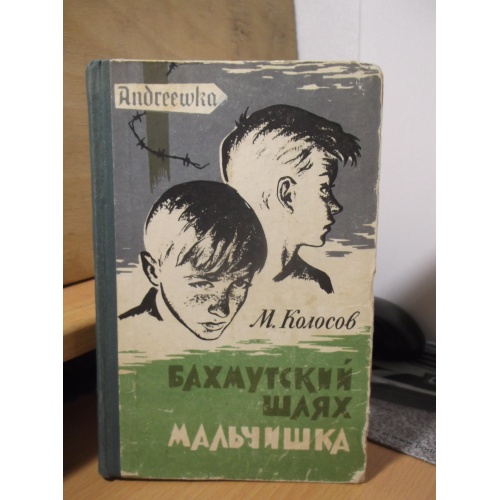 Andreewka
М. Колосов
БАХМУТСКИЙ
ШЛЯХ
МАЛЬЧИШКА